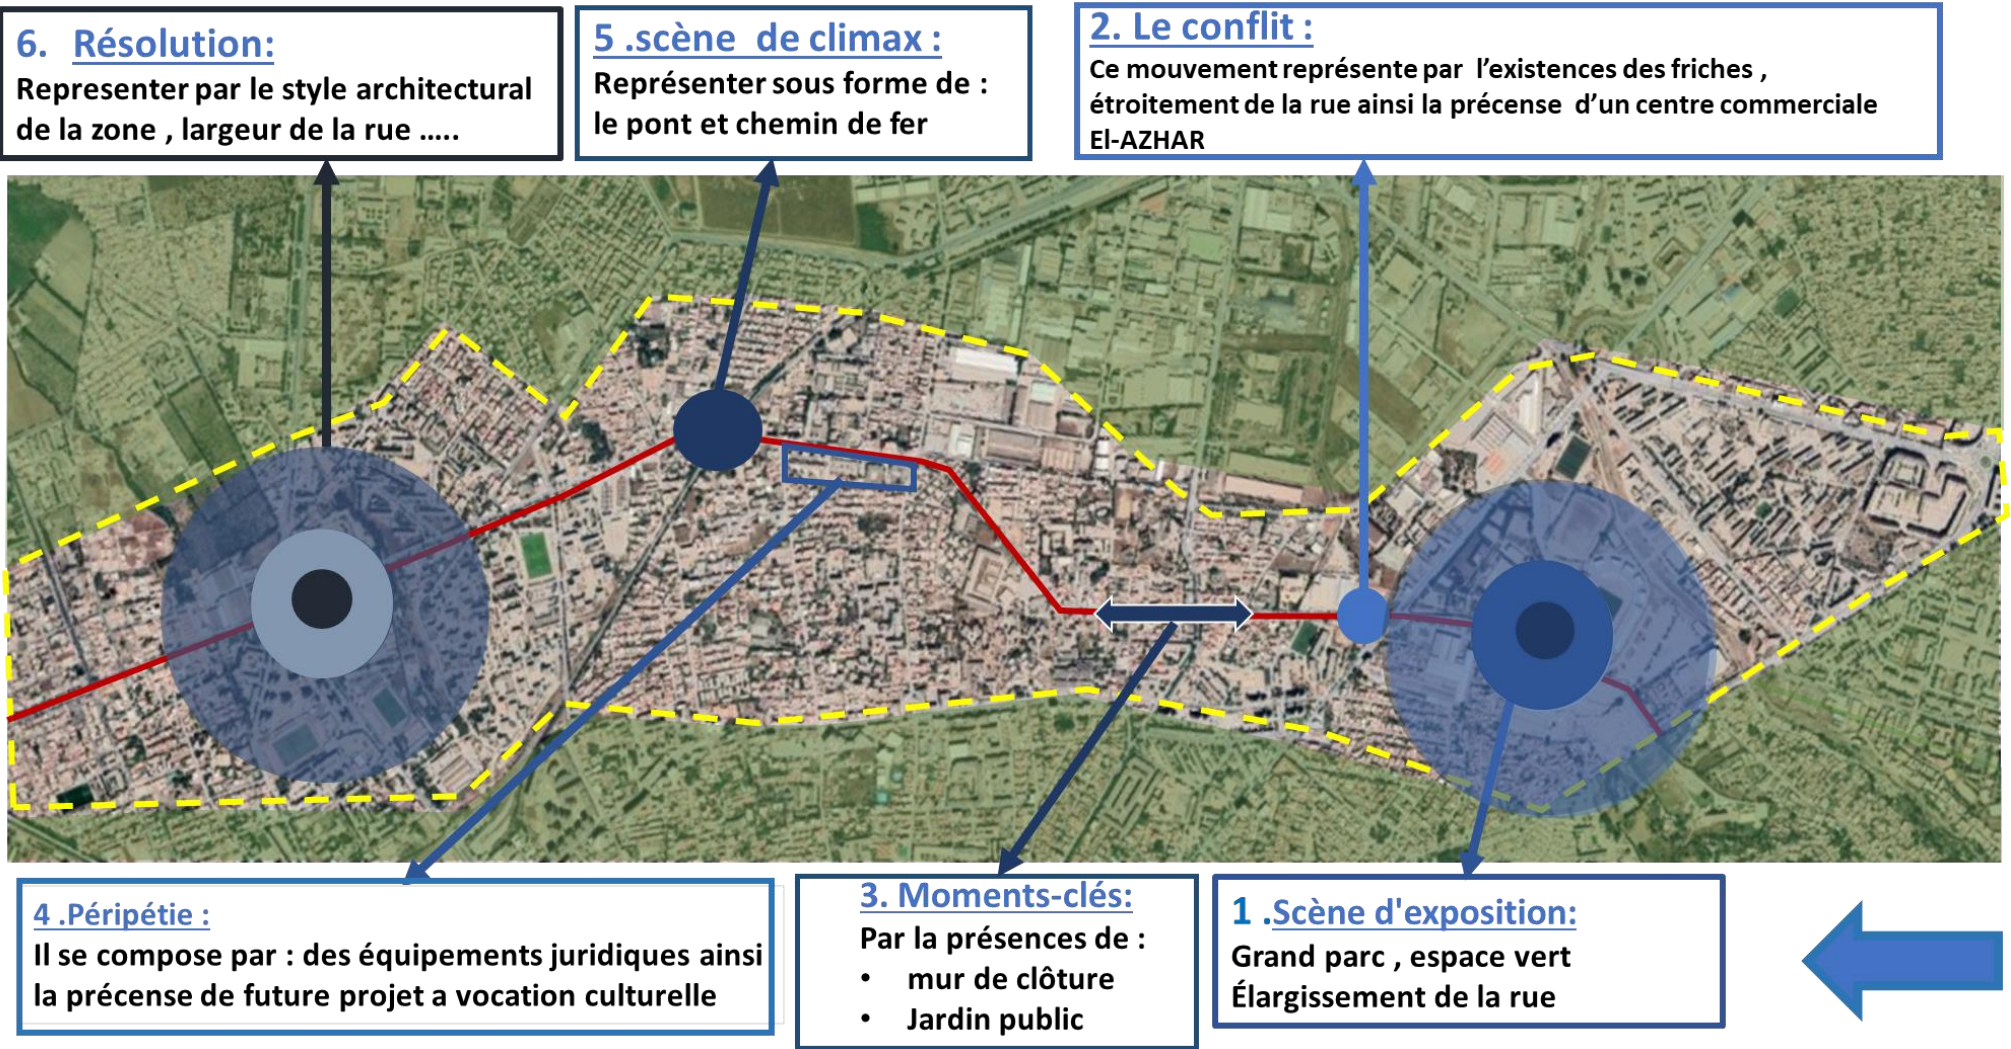 6. Résolution:
Representer par le style architectural
de la zone , largeur de la rue .....
5 .scène de climax :
Représenter sous forme de :
le pont et chemin de fer
2. Le conflit :
Ce mouvement représente par l'existences des friches ,
étroitement de la rue ainsi la précense d'un centre commerciale
El-AZHAR
4 .Péripétie :
Il se compose par : des équipements juridiques ainsi
la précense de future projet a vocation culturelle
3. Moments-clés:
Par la présences de :
• mur de clôture
• Jardin public
1 .Scène d'exposition:
Grand parc , espace vert
Élargissement de la rue